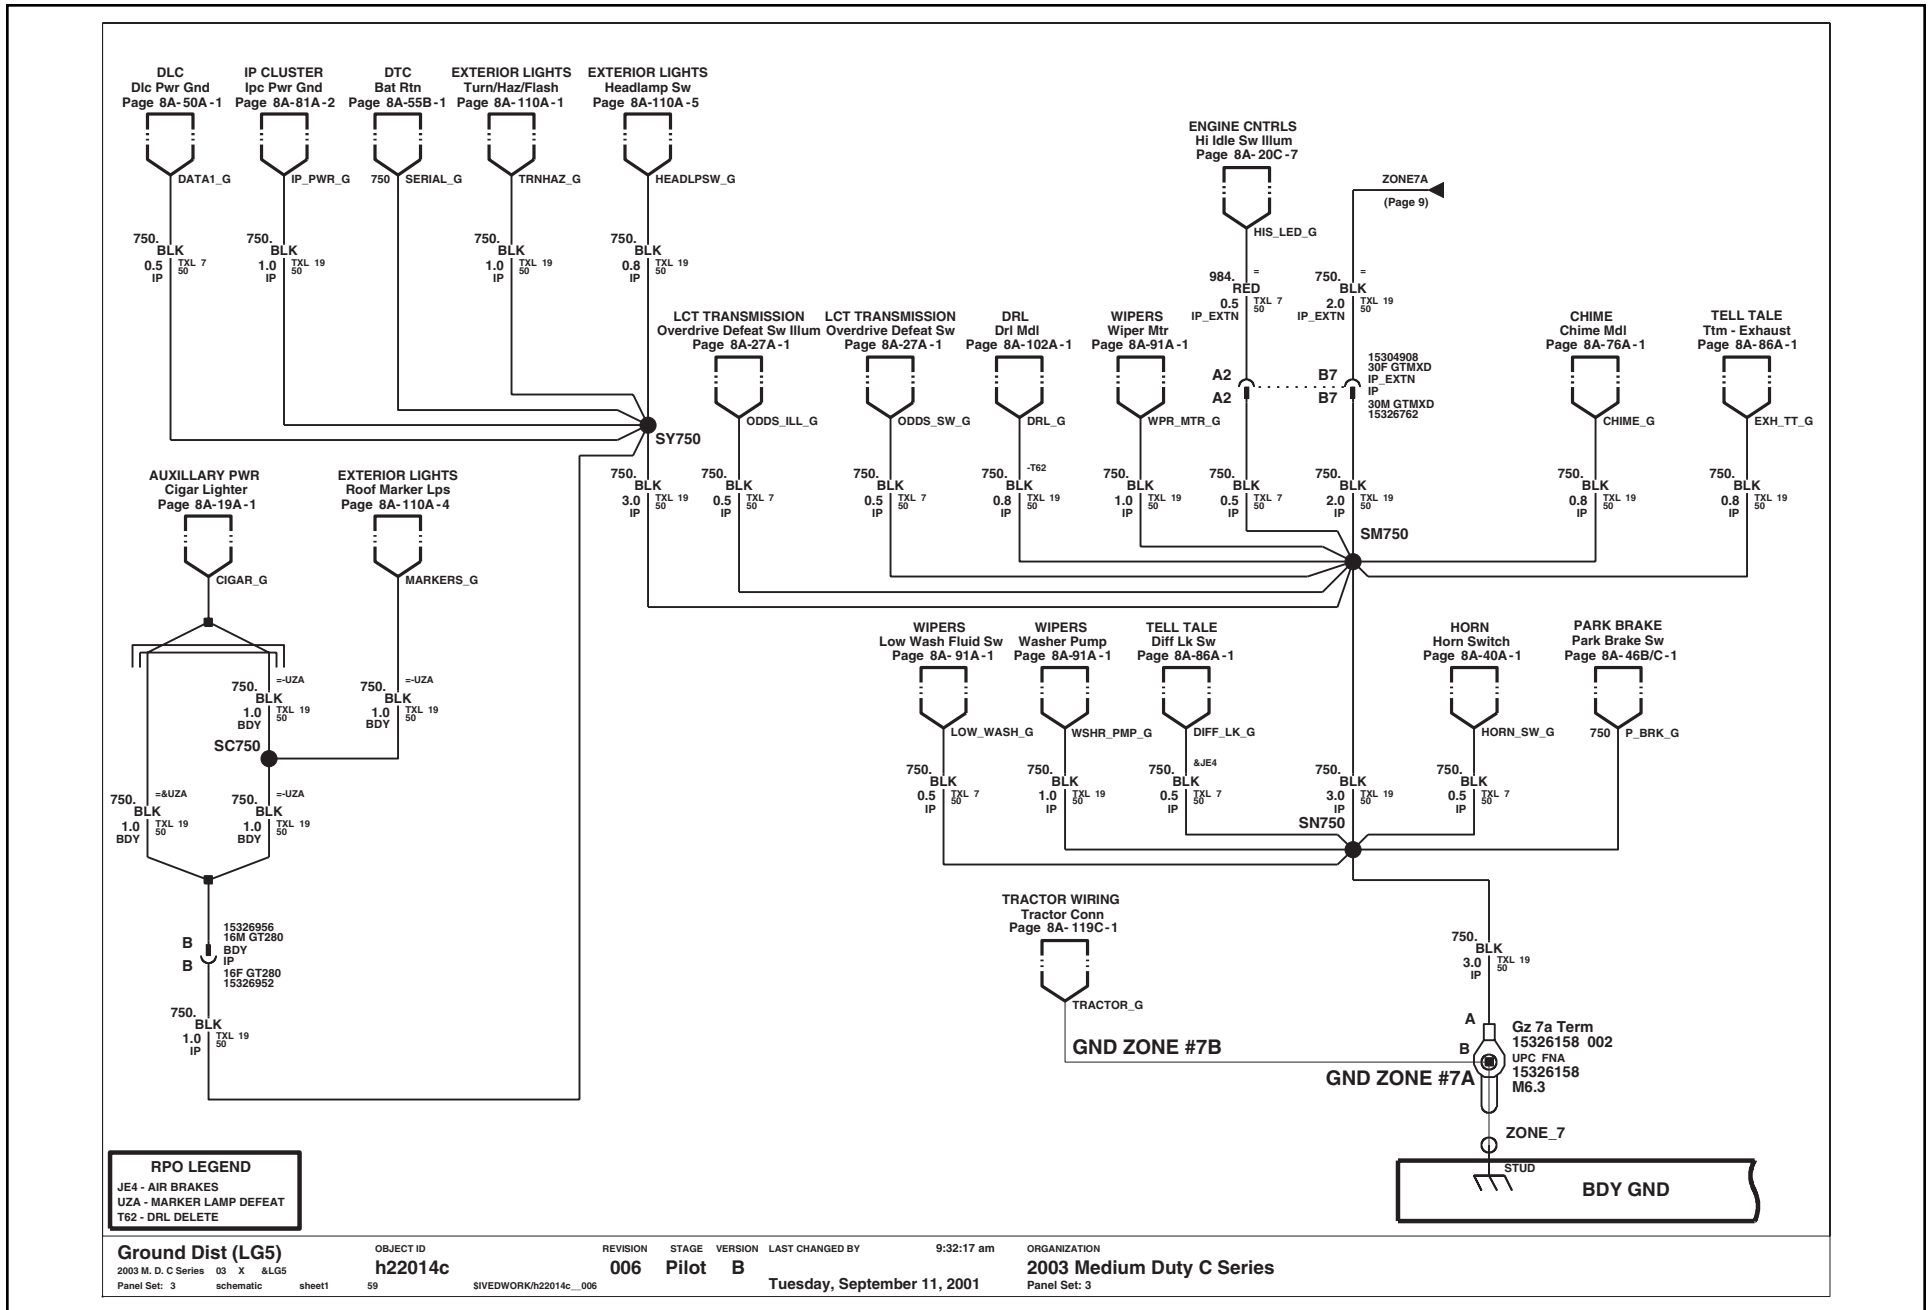 DLC
Dlc Pwr Gnd
Page 8A-50A-1
IP CLUSTER
Ipc Pwr Gnd
Page 8A-81A-2
DTC
Bat Rtn
Page 8A-55B-1
EXTERIOR LIGHTS
Turn/Haz/Flash
Page 8A-110A-1
EXTERIOR LIGHTS
Headlamp Sw
Page 8A-110A-5
DATA1_G
IP_PWR_G
750 SERIAL_G
TRNHAZ_G
HEADLPSW_G
750.
BLK
0.5 TXL 7
50
IP
750.
BLK
1.0 TXL 19
50
IP
750.
BLK
1.0 TXL 19
50
IP
750.
BLK
0.8 TXL 19
50
IP
ENGINE CNTRLS
Hi Idle Sw Illum
Page 8A-20C-7
HIS_LED_G
ZONE7A
(Page 9)
984. =
RED
0.5 TXL 7
50
IP_EXTN
750. =
BLK
2.0 TXL 19
50
IP_EXTN
LCT TRANSMISSION
Overdrive Defeat Sw Illum
Page 8A-27A-1
LCT TRANSMISSION
Overdrive Defeat Sw
Page 8A-27A-1
DRL
Drl Mdl
Page 8A-102A-1
WIPERS
Wiper Mtr
Page 8A-91A-1
CHIME
Chime Mdl
Page 8A-76A-1
TELL TALE
Ttm - Exhaust
Page 8A-86A-1
A2
A2
B7
B7
15304908
30F GTMXD
IP_EXTN
IP
30M GTMXD
15326762
ODDS_ILL_G
ODDS_SW_G
DRL_G
WPR_MTR_G
CHIME_G
EXH_TT_G
SY750
750.
BLK
3.0 TXL 19
50
IP
750.
BLK
0.5 TXL 7
50
IP
750.
BLK
0.5 TXL 7
50
IP
750. -T62
BLK
0.8 TXL 19
50
IP
750.
BLK
1.0 TXL 19
50
IP
750.
BLK
0.5 TXL 7
50
IP
750.
BLK
2.0 TXL 19
50
IP
750.
BLK
0.8 TXL 19
50
IP
750.
BLK
0.8 TXL 19
50
IP
SM750
AUXILLARY PWR
Cigar Lighter
Page 8A-19A-1
EXTERIOR LIGHTS
Roof Marker Lps
Page 8A-110A-4
CIGAR_G
MARKERS_G
750. =-UZA
BLK
1.0 TXL 19
50
BDY
750. =-UZA
BLK
1.0 TXL 19
50
BDY
SC750
750. =&UZA
BLK
1.0 TXL 19
50
BDY
750. =-UZA
BLK
1.0 TXL 19
50
BDY
B
B
15326956
16M GT280
BDY
IP
16F GT280
15326952
750.
BLK
1.0 TXL 19
50
IP
WIPERS
Low Wash Fluid Sw
Page 8A-91A-1
WIPERS
Washer Pump
Page 8A-91A-1
TELL TALE
Diff Lk Sw
Page 8A-86A-1
HORN
Horn Switch
Page 8A-40A-1
PARK BRAKE
Park Brake Sw
Page 8A-46B/C-1
LOW_WASH_G
WSHR_PMP_G
DIFF_LK_G
HORN_SW_G
750 P_BRK_G
750.
BLK
0.5 TXL 7
50
IP
750.
BLK
1.0 TXL 19
50
IP
750. &JE4
BLK
0.5 TXL 7
50
IP
750.
BLK
3.0 TXL 19
50
IP
750.
BLK
0.5 TXL 7
50
IP
SN750
TRACTOR WIRING
Tractor Conn
Page 8A-119C-1
TRACTOR_G
750.
BLK
3.0 TXL 19
50
IP
GND ZONE #7B
GND ZONE #7A
A
B
Gz 7a Term
15326158 002
UPC FNA
15326158
M6.3
ZONE_7
STUD
BDY GND
RPO LEGEND
JE4 - AIR BRAKES
UZA - MARKER LAMP DEFEAT
T62 - DRL DELETE
Ground Dist (LG5)
2003 M. D. C Series 03 X &LG5
Panel Set: 3 schematic sheet1 59 $IVEDWORK/h22014c__006
OBJECT ID
h22014c
REVISION
006
STAGE
Pilot
VERSION
B
LAST CHANGED BY 9:32:17 am
Tuesday, September 11, 2001
ORGANIZATION
2003 Medium Duty C Series
Panel Set: 3